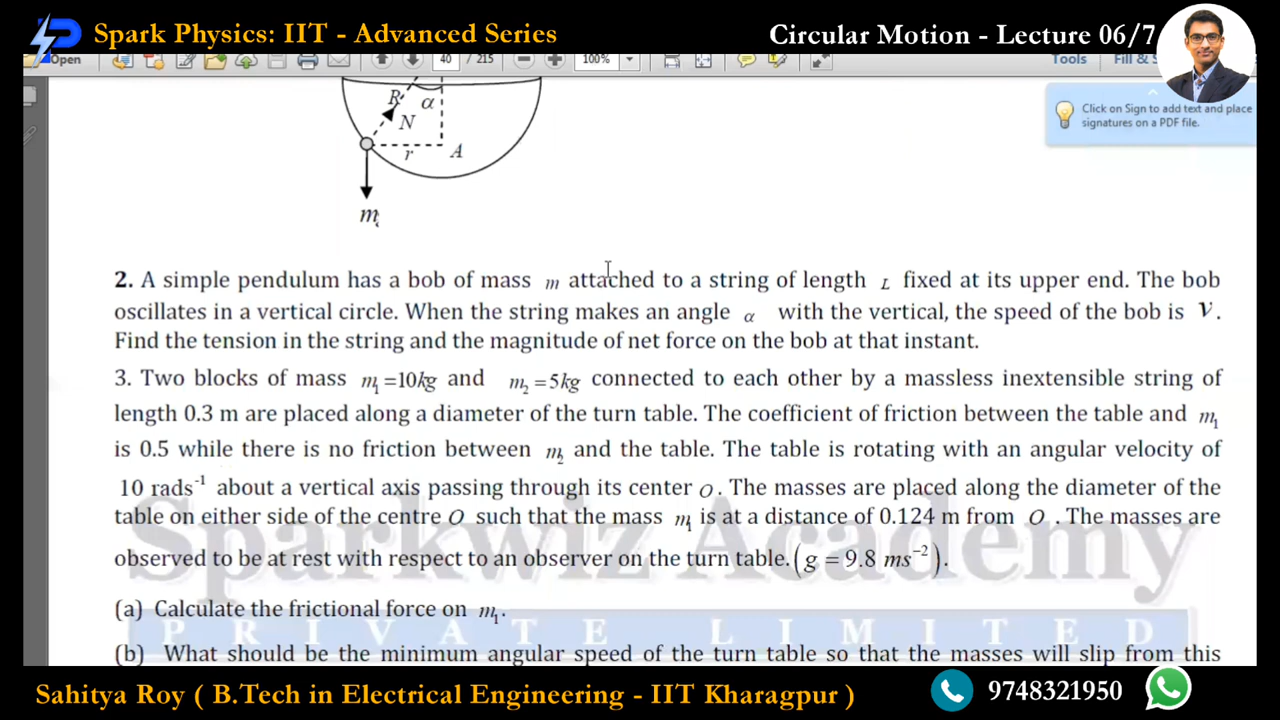 Spark Physics: IIT - Advanced Series
Circular Motion - Lecture 06/7
Open
40 / 215
100%
Tools
Fill &
Click on Sign to add text and place
signatures on a PDF file.
R
α
N
r
A
m
2. A simple pendulum has a bob of mass m attached to a string of length L fixed at its upper end. The bob
oscillates in a vertical circle. When the string makes an angle α with the vertical, the speed of the bob is V.
Find the tension in the string and the magnitude of net force on the bob at that instant.
3. Two blocks of mass m₁=10kg and m₂=5kg connected to each other by a massless inextensible string of
length 0.3 m are placed along a diameter of the turn table. The coefficient of friction between the table and m₁
is 0.5 while there is no friction between m₂ and the table. The table is rotating with an angular velocity of
10 rads⁻¹ about a vertical axis passing through its center O. The masses are placed along the diameter of the
table on either side of the centre O such that the mass m₁ is at a distance of 0.124 m from O. The masses are
observed to be at rest with respect to an observer on the turn table.(g = 9.8 ms⁻²).
(a) Calculate the frictional force on m₁.
(b) What should be the minimum angular speed of the turn table so that the masses will slip from this
Sparkwiz Academy
PRIVATE LIMITED
Sahitya Roy ( B.Tech in Electrical Engineering - IIT Kharagpur )
9748321950